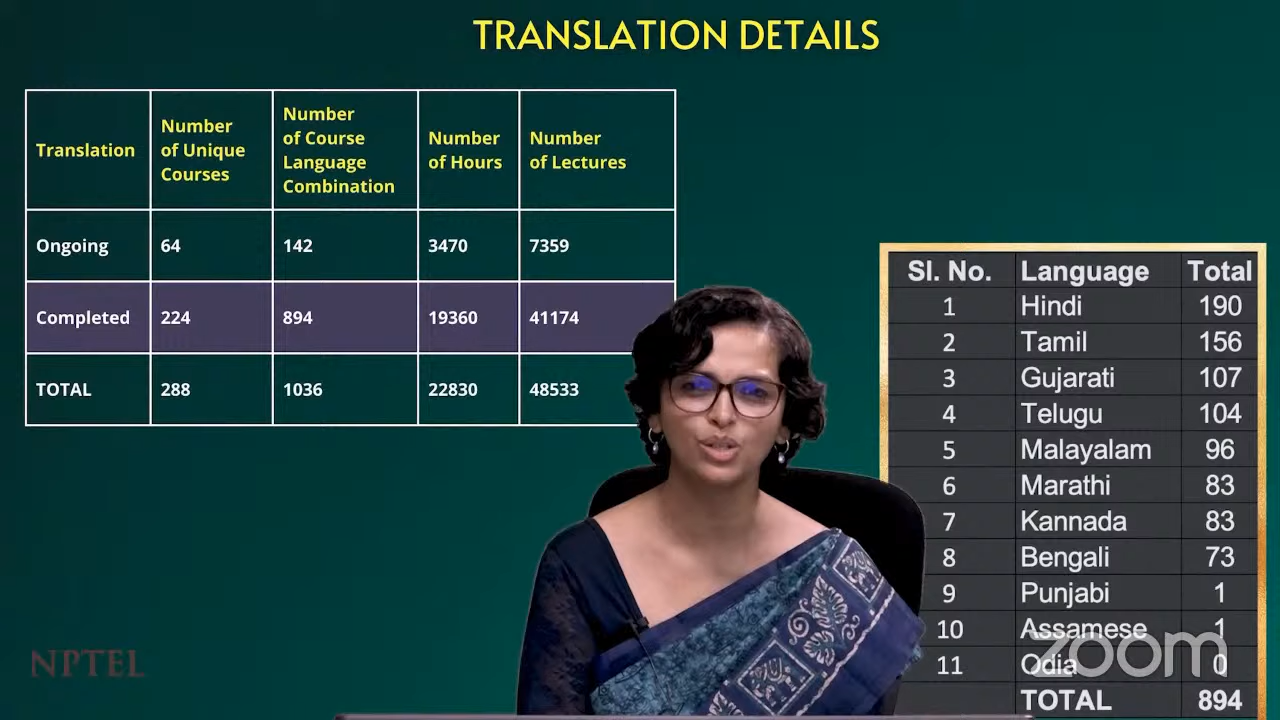 TRANSLATION DETAILS
Translation Number of Unique Courses Number of Course Language Combination Number of Hours Number of Lectures
Ongoing 64 142 3470 7359
Completed 224 894 19360 41174
TOTAL 288 1036 22830 48533
Sl. No. Language Total
1 Hindi 190
2 Tamil 156
3 Gujarati 107
4 Telugu 104
5 Malayalam 96
6 Marathi 83
7 Kannada 83
8 Bengali 73
9 Punjabi 1
10 Assamese 1
11 Odia 0
TOTAL 894
NPTEL
zoom